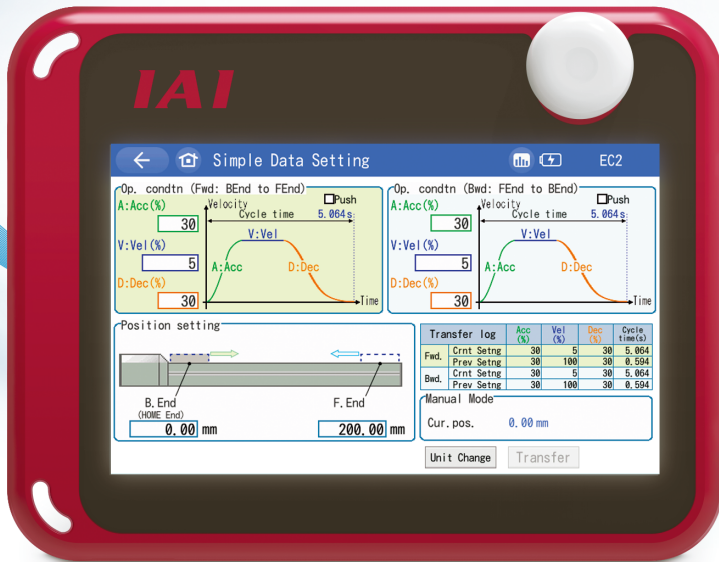 IAI
Simple Data Setting
EC2
Op. condtn (Fwd: BEnd to FEnd)
A:Acc(%)
30
V:Vel(%)
5
D:Dec(%)
30
Velocity
Push
Cycle time
5.064s
V:Vel
A:Acc
D:Dec
Time
Op. condtn (Bwd: FEnd to BEnd)
A:Acc(%)
30
V:Vel(%)
5
D:Dec(%)
30
Velocity
Push
Cycle time
5.064s
V:Vel
A:Acc
D:Dec
Time
Position setting
B.End
(HOME End)
0.00 mm
F.End
200.00 mm
Transfer log Acc (%) Vel (%) Dec (%) Cycle time(s)
Fwd. Crnt Setng 30 5 30 5.064
Prev Setng 30 100 30 0.594
Bwd. Crnt Setng 30 5 30 5.064
Prev Setng 30 100 30 0.594
Manual Mode
Cur.pos. 0.00 mm
Unit Change
Transfer